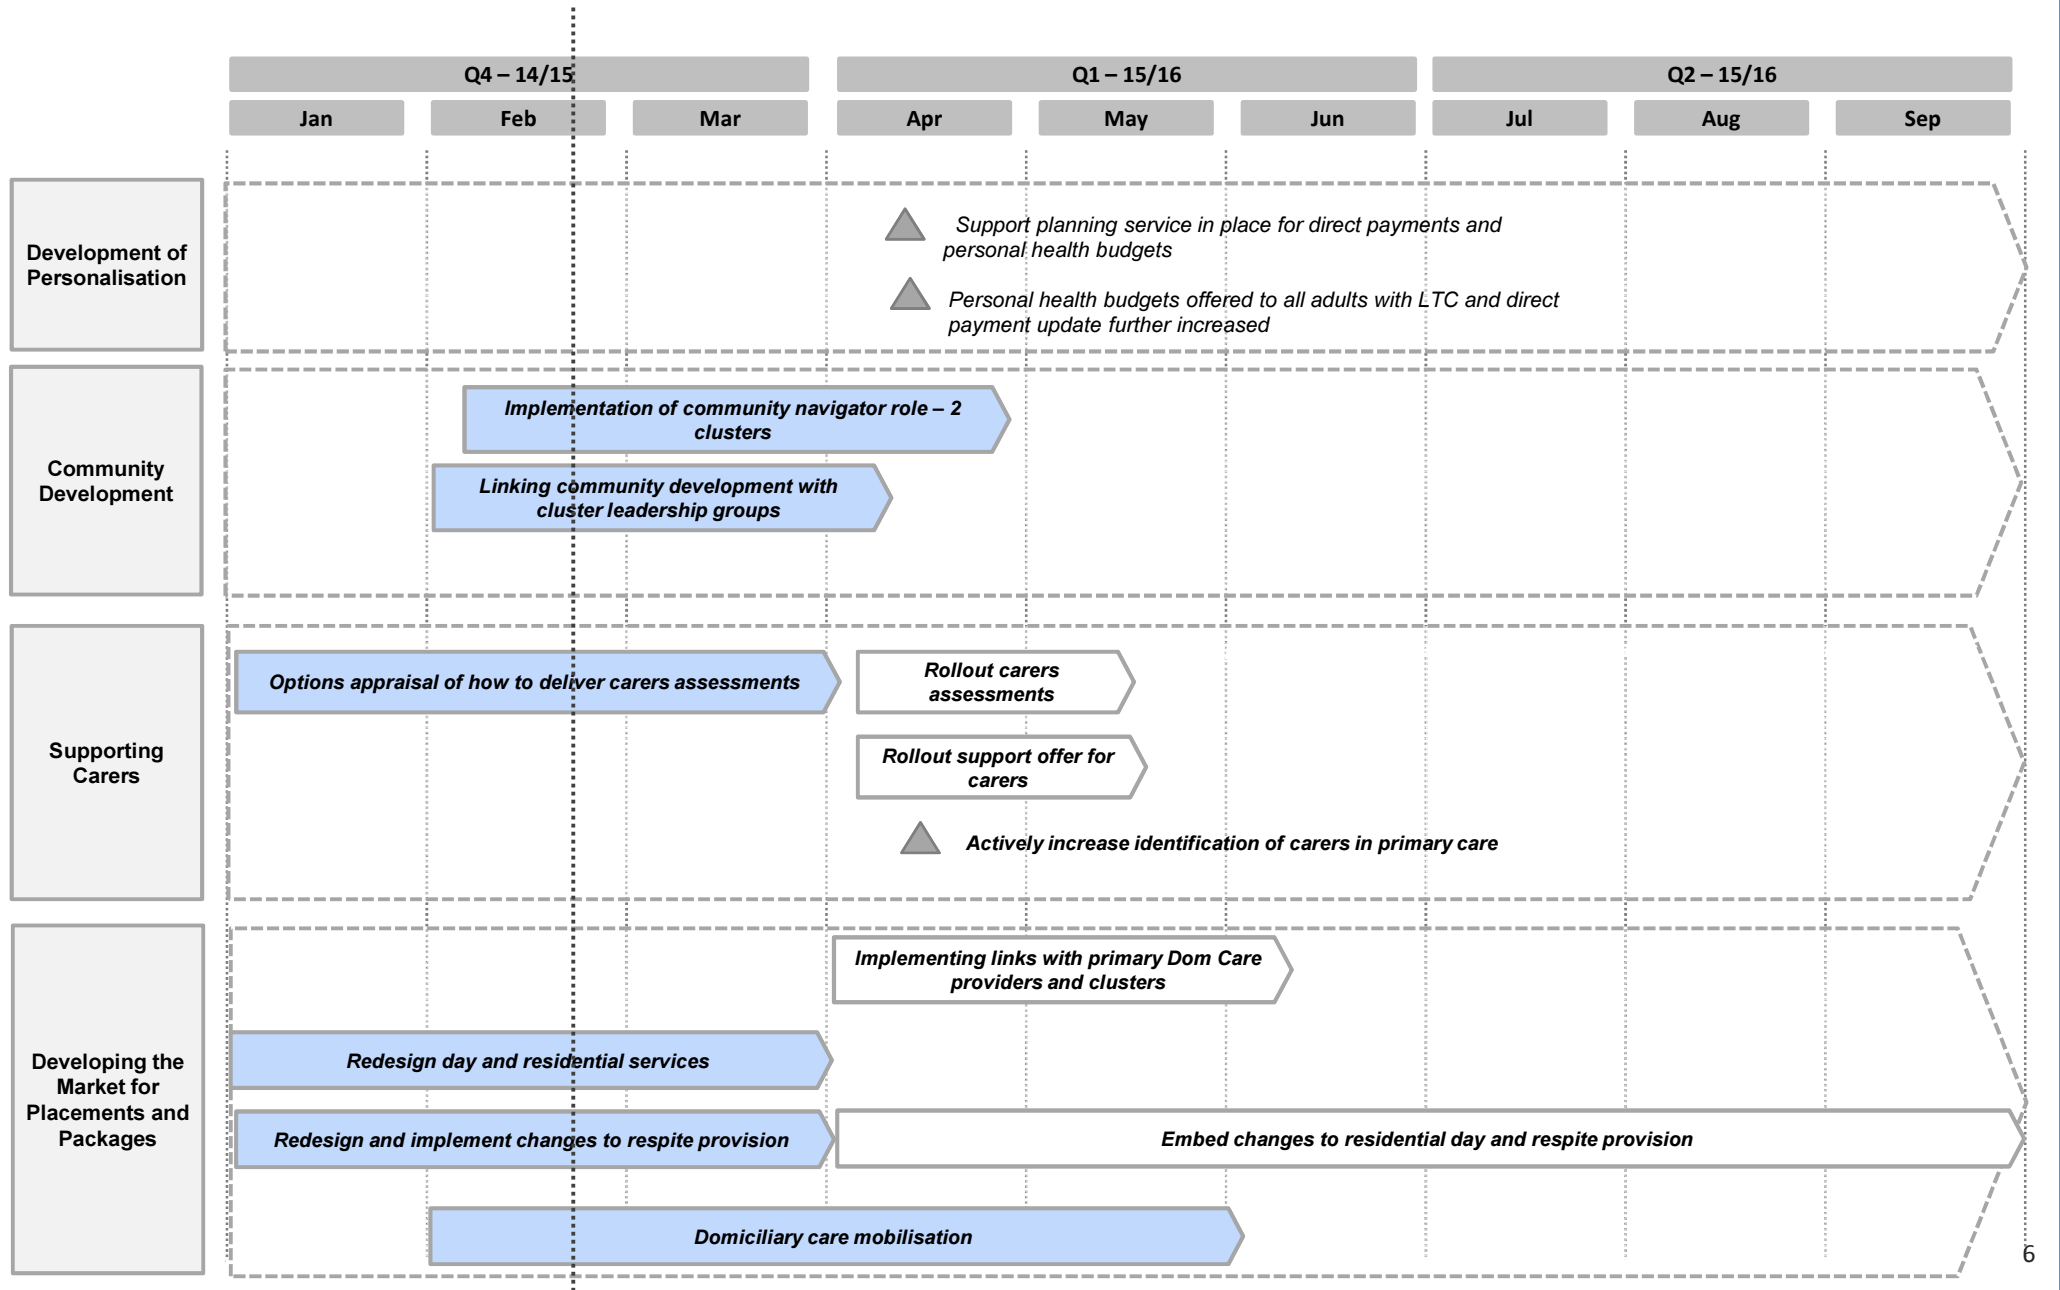 Q4 – 14/15
Q1 – 15/16
Q2 – 15/16
Jan
Feb
Mar
Apr
May
Jun
Jul
Aug
Sep
Development of
Personalisation
Support planning service in place for direct payments and
personal health budgets
Personal health budgets offered to all adults with LTC and direct
payment update further increased
Community
Development
Implementation of community navigator role – 2
clusters
Linking community development with
cluster leadership groups
Supporting
Carers
Options appraisal of how to deliver carers assessments
Rollout carers
assessments
Rollout support offer for
carers
Actively increase identification of carers in primary care
Developing the
Market for
Placements and
Packages
Implementing links with primary Dom Care
providers and clusters
Redesign day and residential services
Redesign and implement changes to respite provision
Embed changes to residential day and respite provision
Domiciliary care mobilisation
6